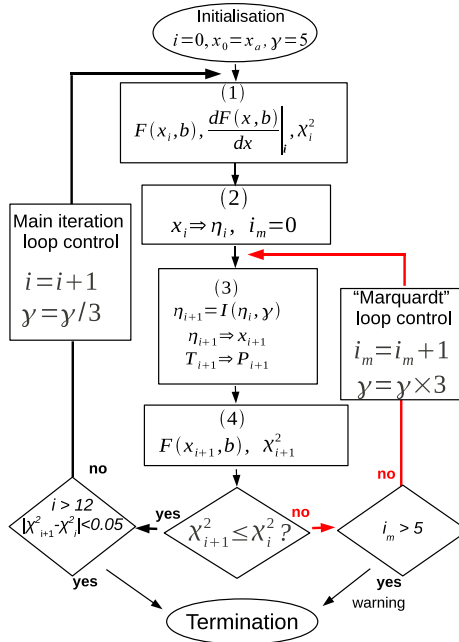 Initialisation
i=0, x₀=xₐ, γ=5
(1)
F(xᵢ,b), dF(x,b)/dx|ᵢ, χᵢ²
(2)
xᵢ⇒ηᵢ, iₘ=0
Main iteration
loop control
i=i+1
γ=γ/3
(3)
ηᵢ₊₁=I(ηᵢ,γ)
ηᵢ₊₁⇒xᵢ₊₁
Tᵢ₊₁⇒Pᵢ₊₁
“Marquardt”
loop control
iₘ=iₘ+1
γ=γ×3
(4)
F(xᵢ₊₁,b), χ²ᵢ₊₁
no
i > 12
|χ²ᵢ₊₁-χ²ᵢ|<0.05
yes
yes
χ²ᵢ₊₁≤χᵢ²?
no
no
iₘ > 5
yes
warning
Termination